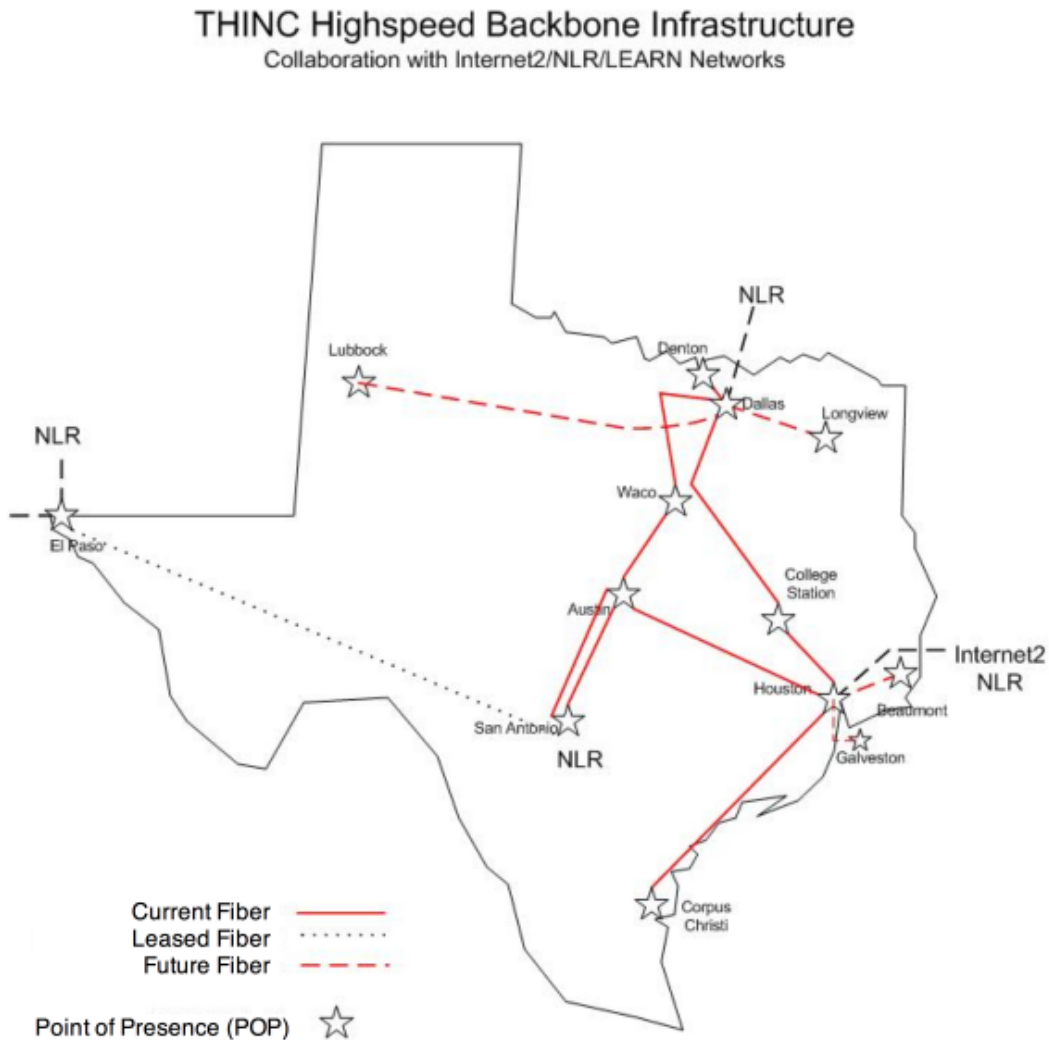 THINC Highspeed Backbone Infrastructure
Collaboration with Internet2/NLR/LEARN Networks
NLR
Denton
Lubbock
Dallas
Longview
NLR
Waco
El Paso
College
Station
Austin
Internet2
NLR
Houston
Beaumont
San Antonio
Galveston
NLR
Corpus
Christi
Current Fiber
Leased Fiber
Future Fiber
Point of Presence (POP)